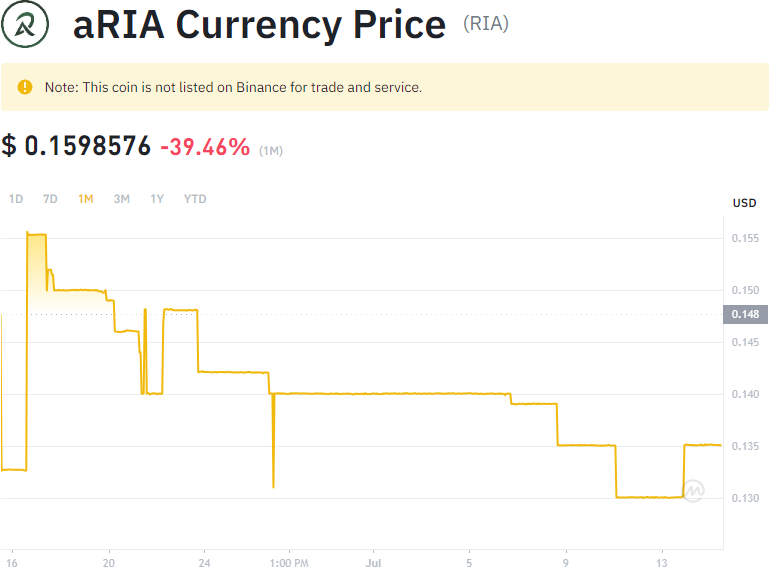 aRIA Currency Price (RIA)
Note: This coin is not listed on Binance for trade and service.
$ 0.1598576 -39.46% (1M)
1D 7D 1M 3M 1Y YTD
USD
0.155
0.150
0.148
0.145
0.140
0.135
0.130
16 20 24 1:00 PM Jul 5 9 13